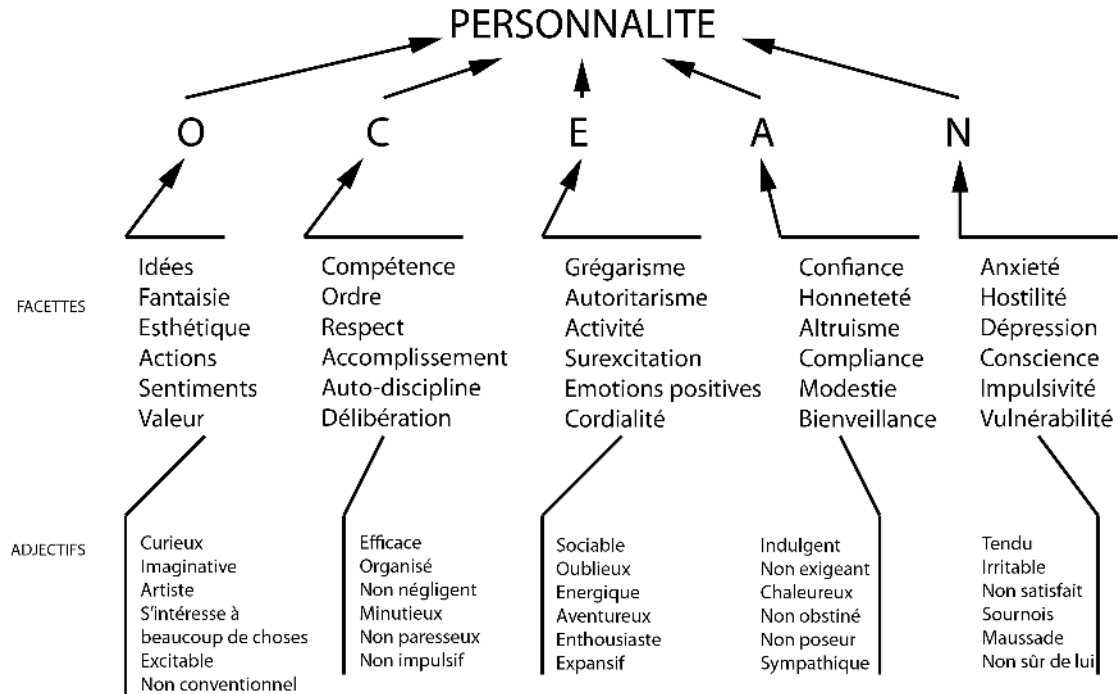 PERSONNALITE
O C E A N
FACETTES
Idées
Fantaisie
Esthétique
Actions
Sentiments
Valeur
Compétence
Ordre
Respect
Accomplissement
Auto-discipline
Délibération
Grégarisme
Autoritarisme
Activité
Surexcitation
Emotions positives
Cordialité
Confiance
Honneteté
Altruisme
Compliance
Modestie
Bienveillance
Anxieté
Hostilité
Dépression
Conscience
Impulsivité
Vulnérabilité
ADJECTIFS
Curieux
Imaginative
Artiste
S'intéresse à
beaucoup de choses
Excitable
Non conventionnel
Efficace
Organisé
Non négligent
Minutieux
Non paresseux
Non impulsif
Sociable
Oublieux
Energique
Aventureux
Enthousiaste
Expansif
Indulgent
Non exigeant
Chaleureux
Non obstiné
Non poseur
Sympathique
Tendu
Irritable
Non satisfait
Sournois
Maussade
Non sûr de lui